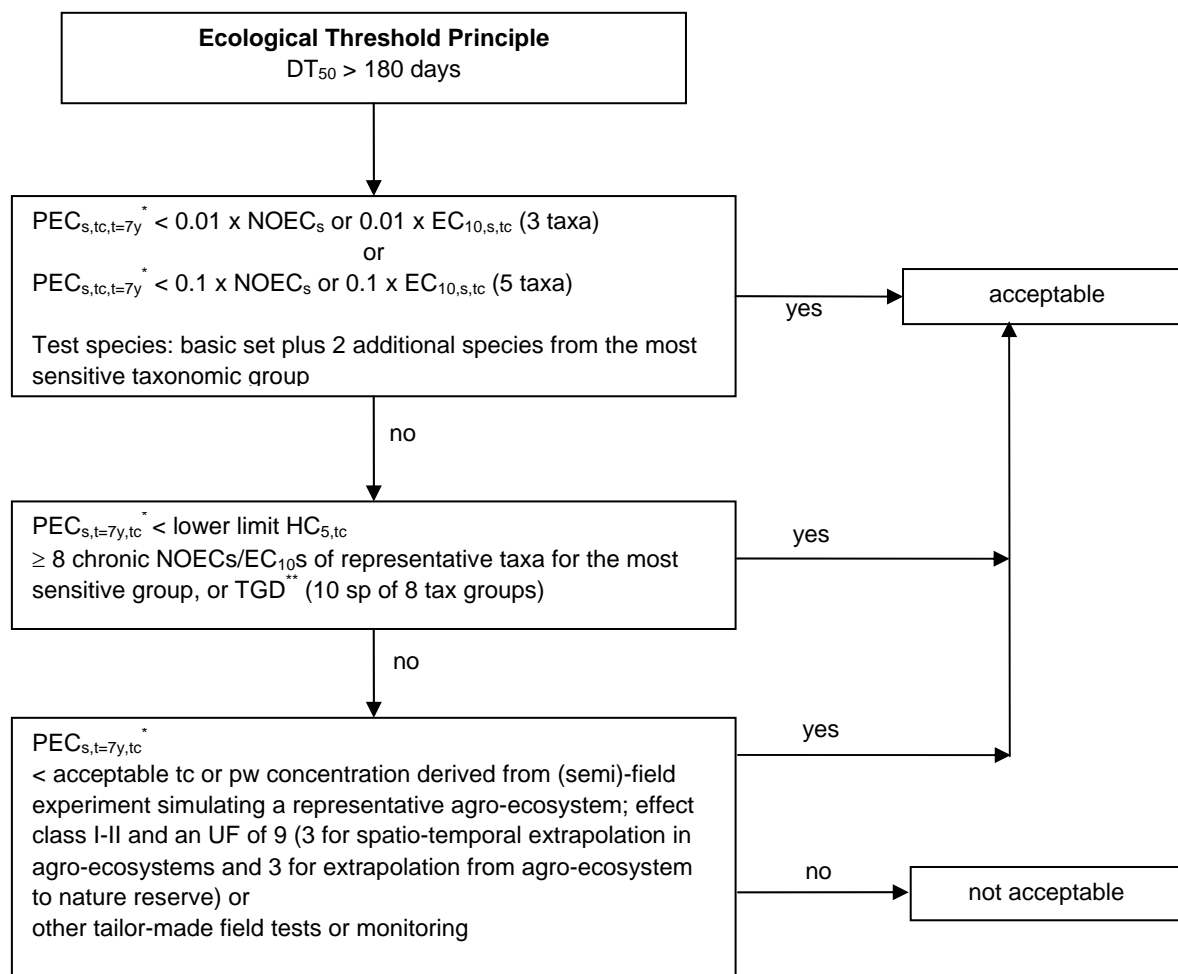 Ecological Threshold Principle
DT50 > 180 days
PECs,tc,t=7y* < 0.01 x NOECs or 0.01 x EC10,s,tc (3 taxa)
or
PECs,tc,t=7y* < 0.1 x NOECs or 0.1 x EC10,s,tc (5 taxa)
Test species: basic set plus 2 additional species from the most
sensitive taxonomic group
yes
acceptable
no
PECs,t=7y,tc* < lower limit HC5,tc
≥ 8 chronic NOECs/EC10s of representative taxa for the most
sensitive group, or TGD** (10 sp of 8 tax groups)
yes
no
PECs,t=7y,tc*
< acceptable tc or pw concentration derived from (semi)-field
experiment simulating a representative agro-ecosystem; effect
class I-II and an UF of 9 (3 for spatio-temporal extrapolation in
agro-ecosystems and 3 for extrapolation from agro-ecosystem
to nature reserve) or
other tailor-made field tests or monitoring
yes
no
not acceptable